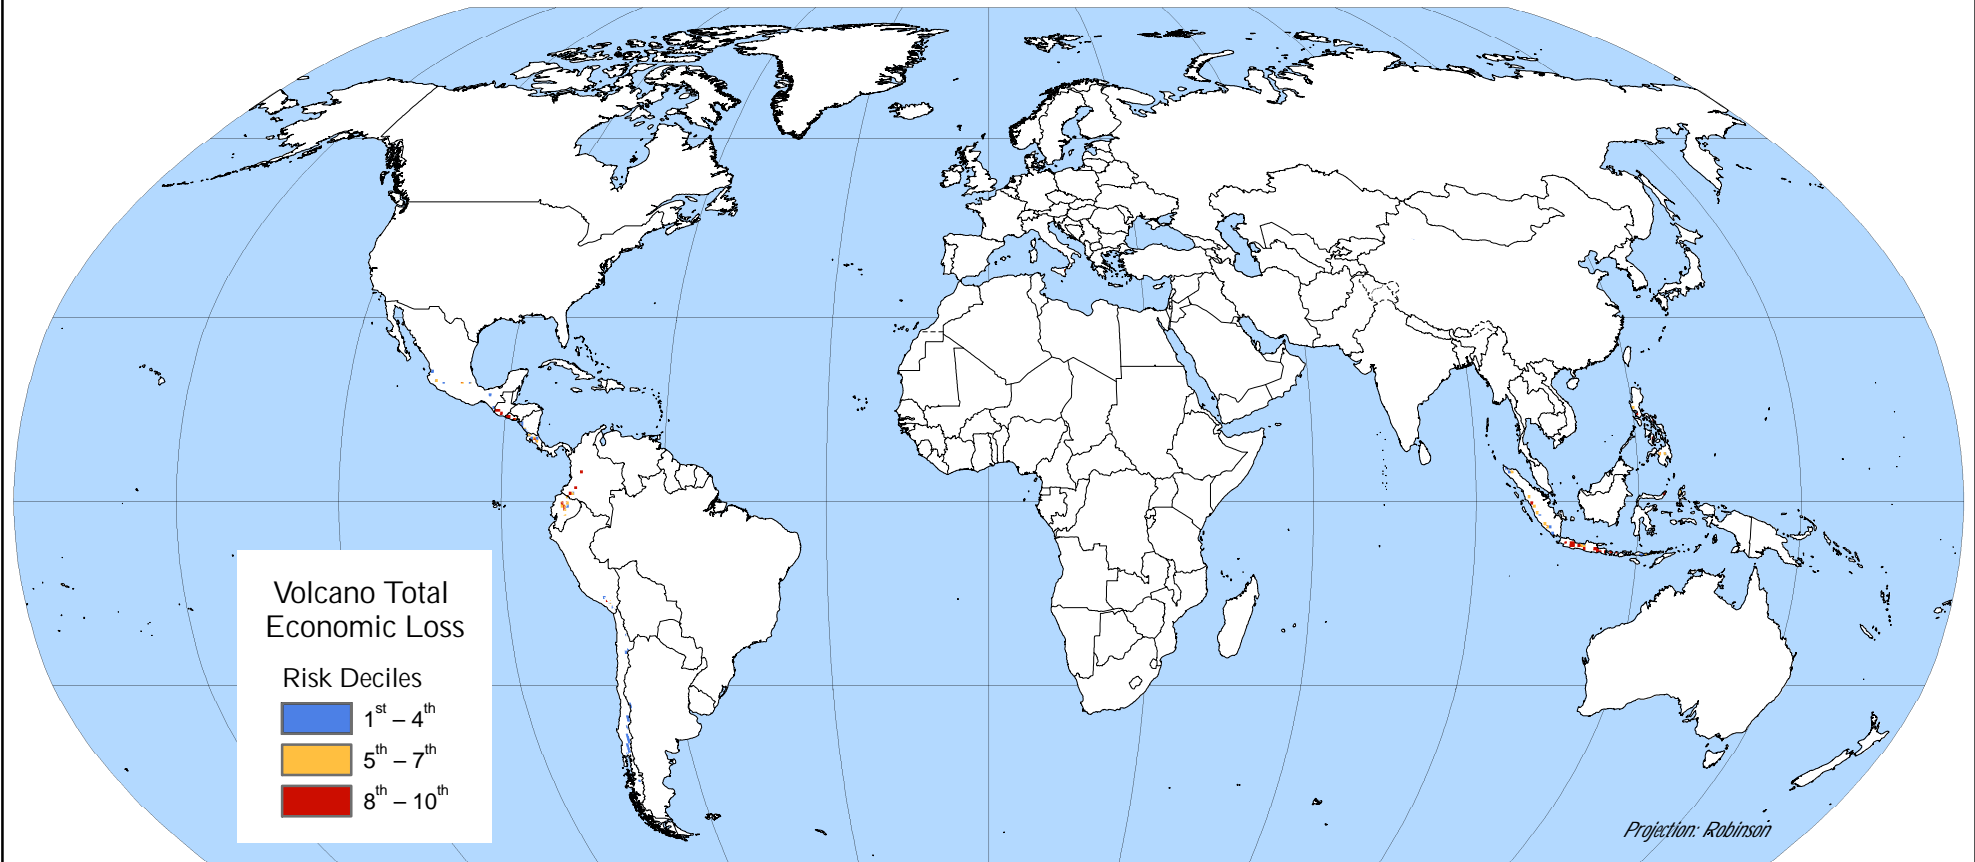 Volcano Total
Economic Loss
Risk Deciles
1st – 4th
5th – 7th
8th – 10th
Projection: Robinson